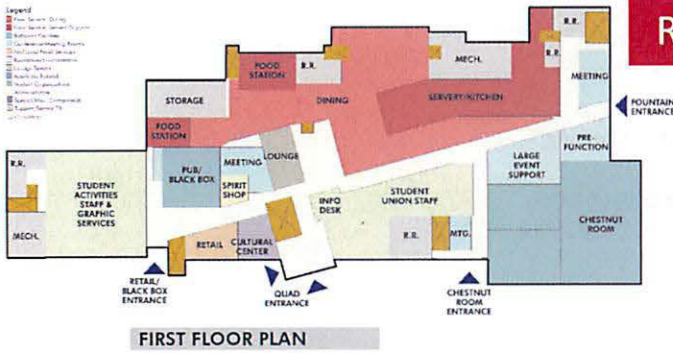 Legend
R.R.
FOOD
STATION
R.R.
MECH.
R.R.
R
STORAGE
DINING
SERVERY/KITCHEN
MEETING
FOUNTAIN
ENTRANCE
FOOD
STATION
PUB/
BLACK BOX
MEETING
LOUNGE
SPIRIT
SHOP
LARGE
EVENT
SUPPORT
PRE-
FUNCTION
R.R.
STUDENT
ACTIVITIES
STAFF &
GRAPHIC
SERVICES
MECH.
INFO
DESK
STUDENT
UNION STAFF
CHESTNUT
ROOM
RETAIL
CULTURAL
CENTER
R.R.
MTG.
RETAIL/
BLACK BOX
ENTRANCE
QUAD
ENTRANCE
CHESTNUT
ROOM
ENTRANCE
FIRST FLOOR PLAN